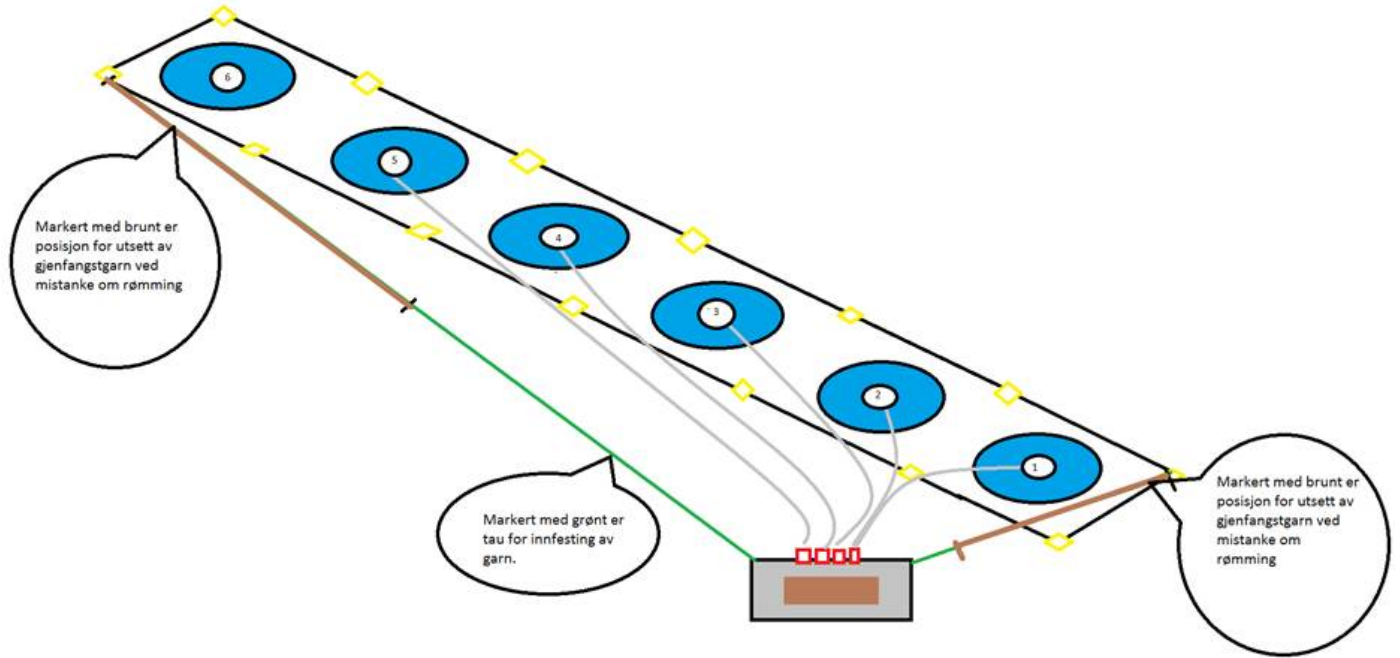 6
5
4
3
2
1
Markert med brunt er
posisjon for utsett av
gjenfangstgarn ved
mistanke om rømming
Markert med grønt er
tau for innfesting av
garn.
Markert med brunt er
posisjon for utsett av
gjenfangstgarn ved
mistanke om
rømming